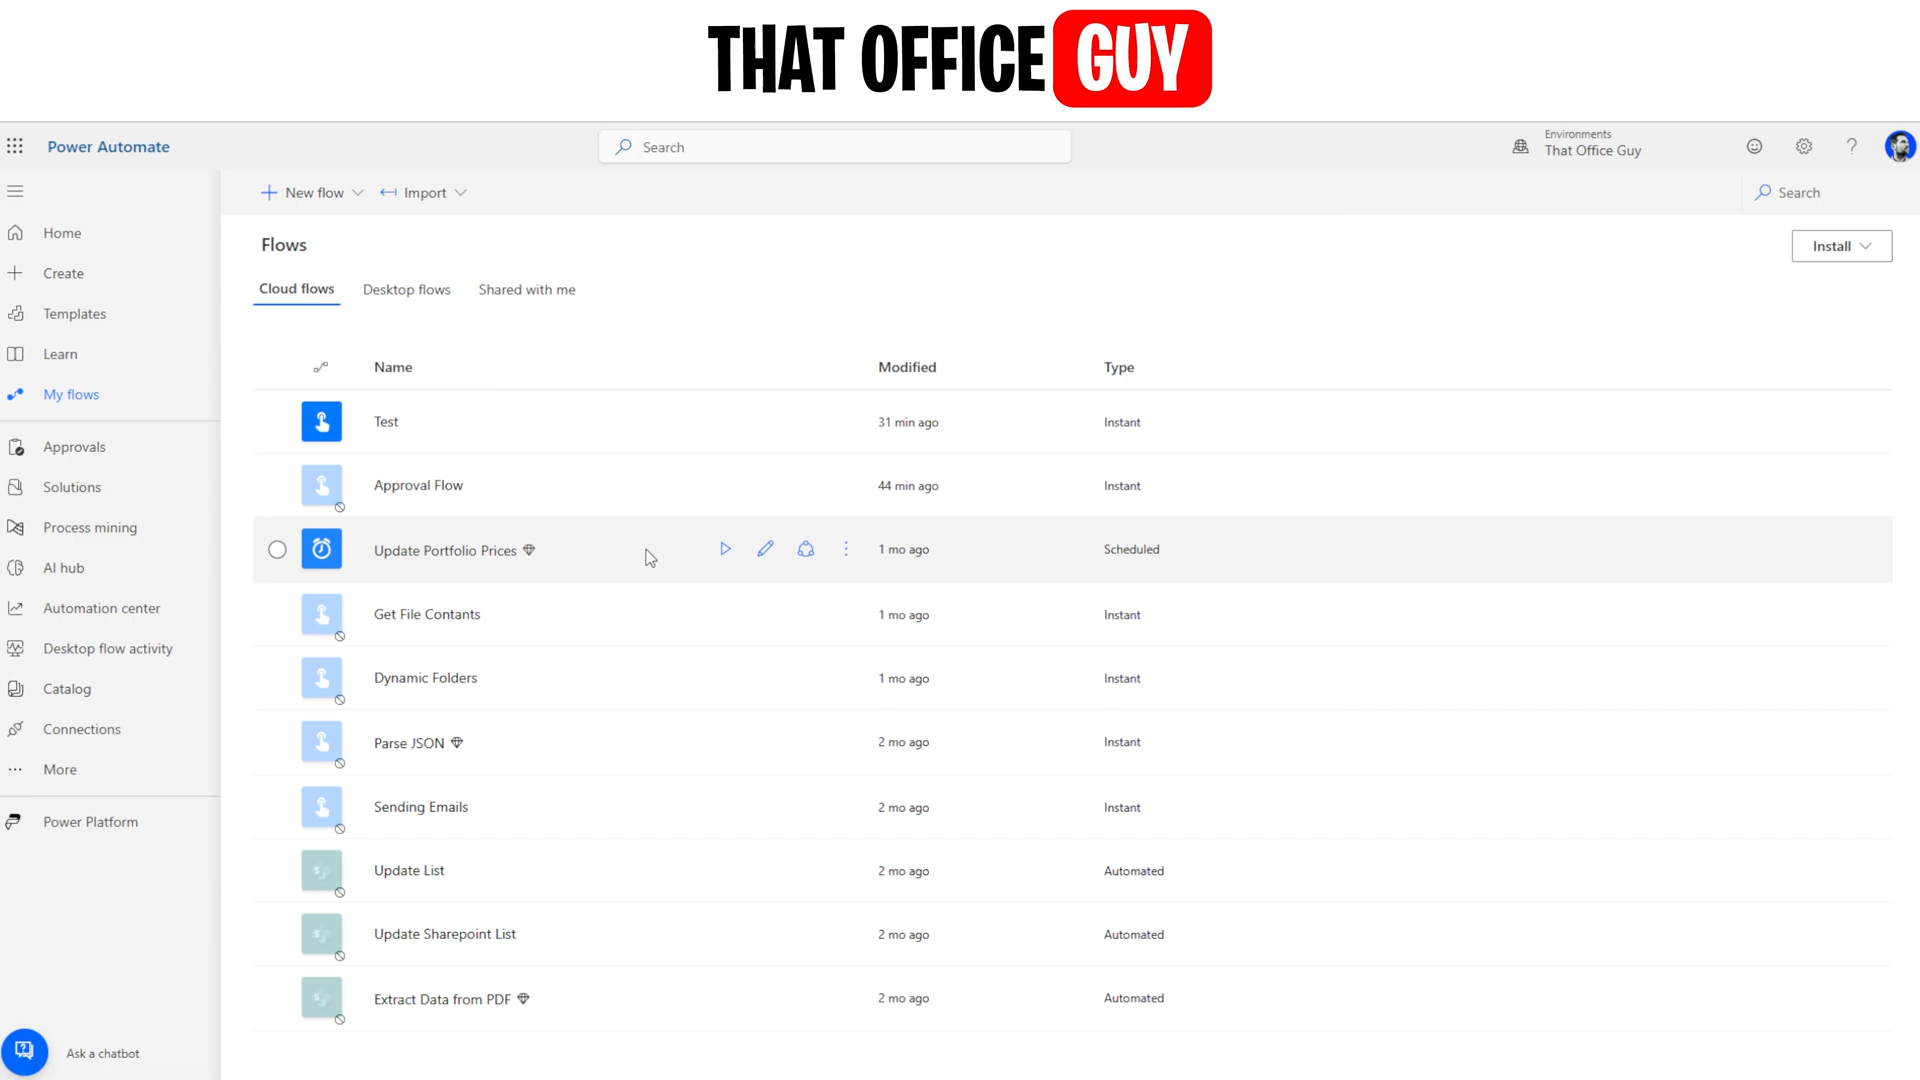 THAT OFFICE GUY
Power Automate
Search
Environments
That Office Guy
New flow
Import
Search
Home
Create
Templates
Learn
My flows
Approvals
Solutions
Process mining
AI hub
Automation center
Desktop flow activity
Catalog
Connections
More
Power Platform
Ask a chatbot
Flows
Install
Cloud flows Desktop flows Shared with me
Name Modified Type
Test 31 min ago Instant
Approval Flow 44 min ago Instant
Update Portfolio Prices 1 mo ago Scheduled
Get File Contants 1 mo ago Instant
Dynamic Folders 1 mo ago Instant
Parse JSON 2 mo ago Instant
Sending Emails 2 mo ago Instant
Update List 2 mo ago Automated
Update Sharepoint List 2 mo ago Automated
Extract Data from PDF 2 mo ago Automated